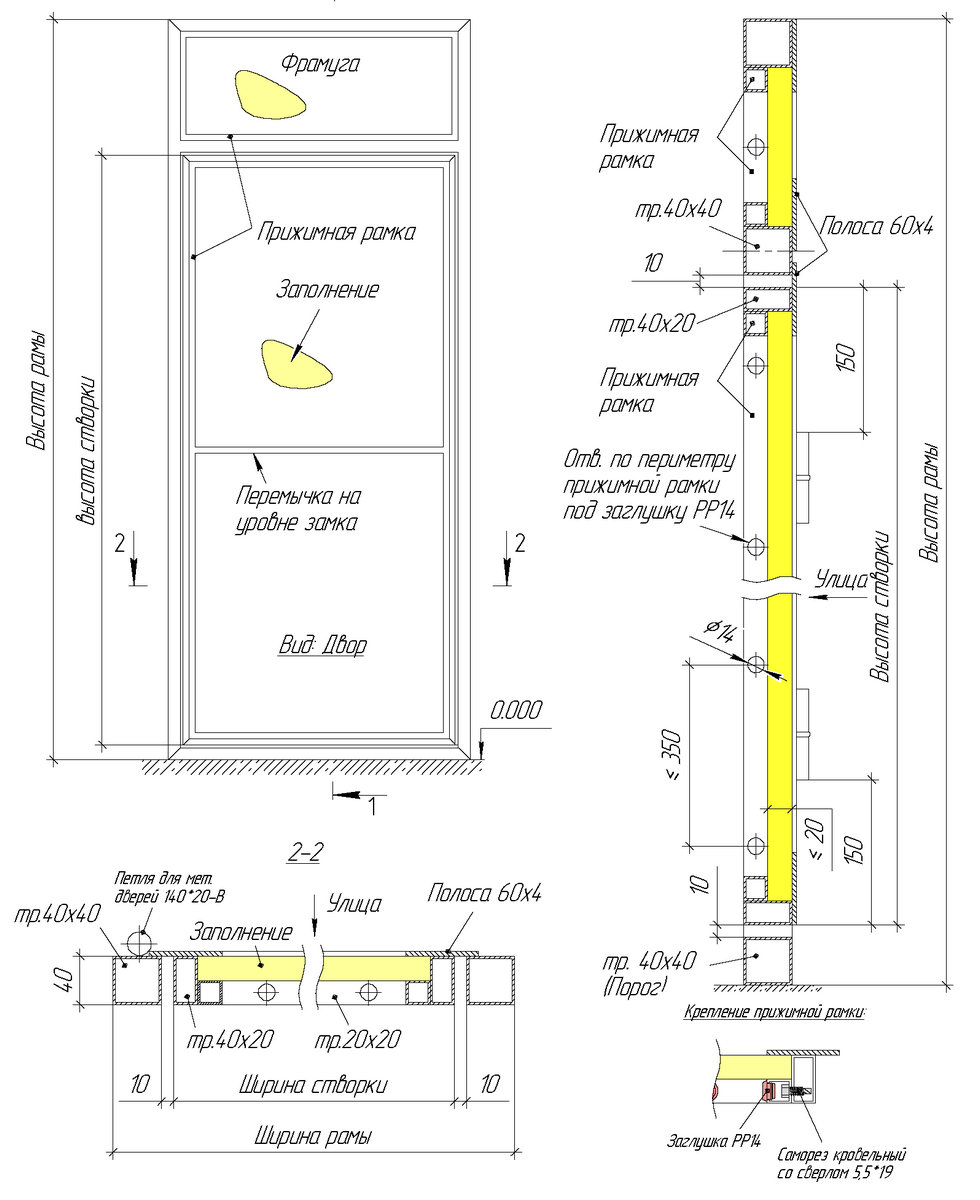 Фрамуга
Прижимная рамка
Заполнение
Высота рамы
высота створки
Перемычка на
уровне замка
2
2
Вид: Двор
0.000
1
2-2
Петля для мет.
дверей 140*20-В
тр.40х40
Улица
Полоса 60х4
Заполнение
40
тр.40х20
тр.20х20
10
Ширина створки
10
Ширина рамы
Прижимная
рамка
тр.40х40
Полоса 60х4
10
тр.40х20
150
Прижимная
рамка
Отв. по периметру
прижимной рамки
под заглушку РР14
Высота рамы
Улица
Высота створки
⌀14
≤ 350
≤ 20
150
10
тр. 40х40
(Порог)
Крепление прижимной рамки:
Заглушка РР14
Саморез кровельный
со сверлом 5,5*19